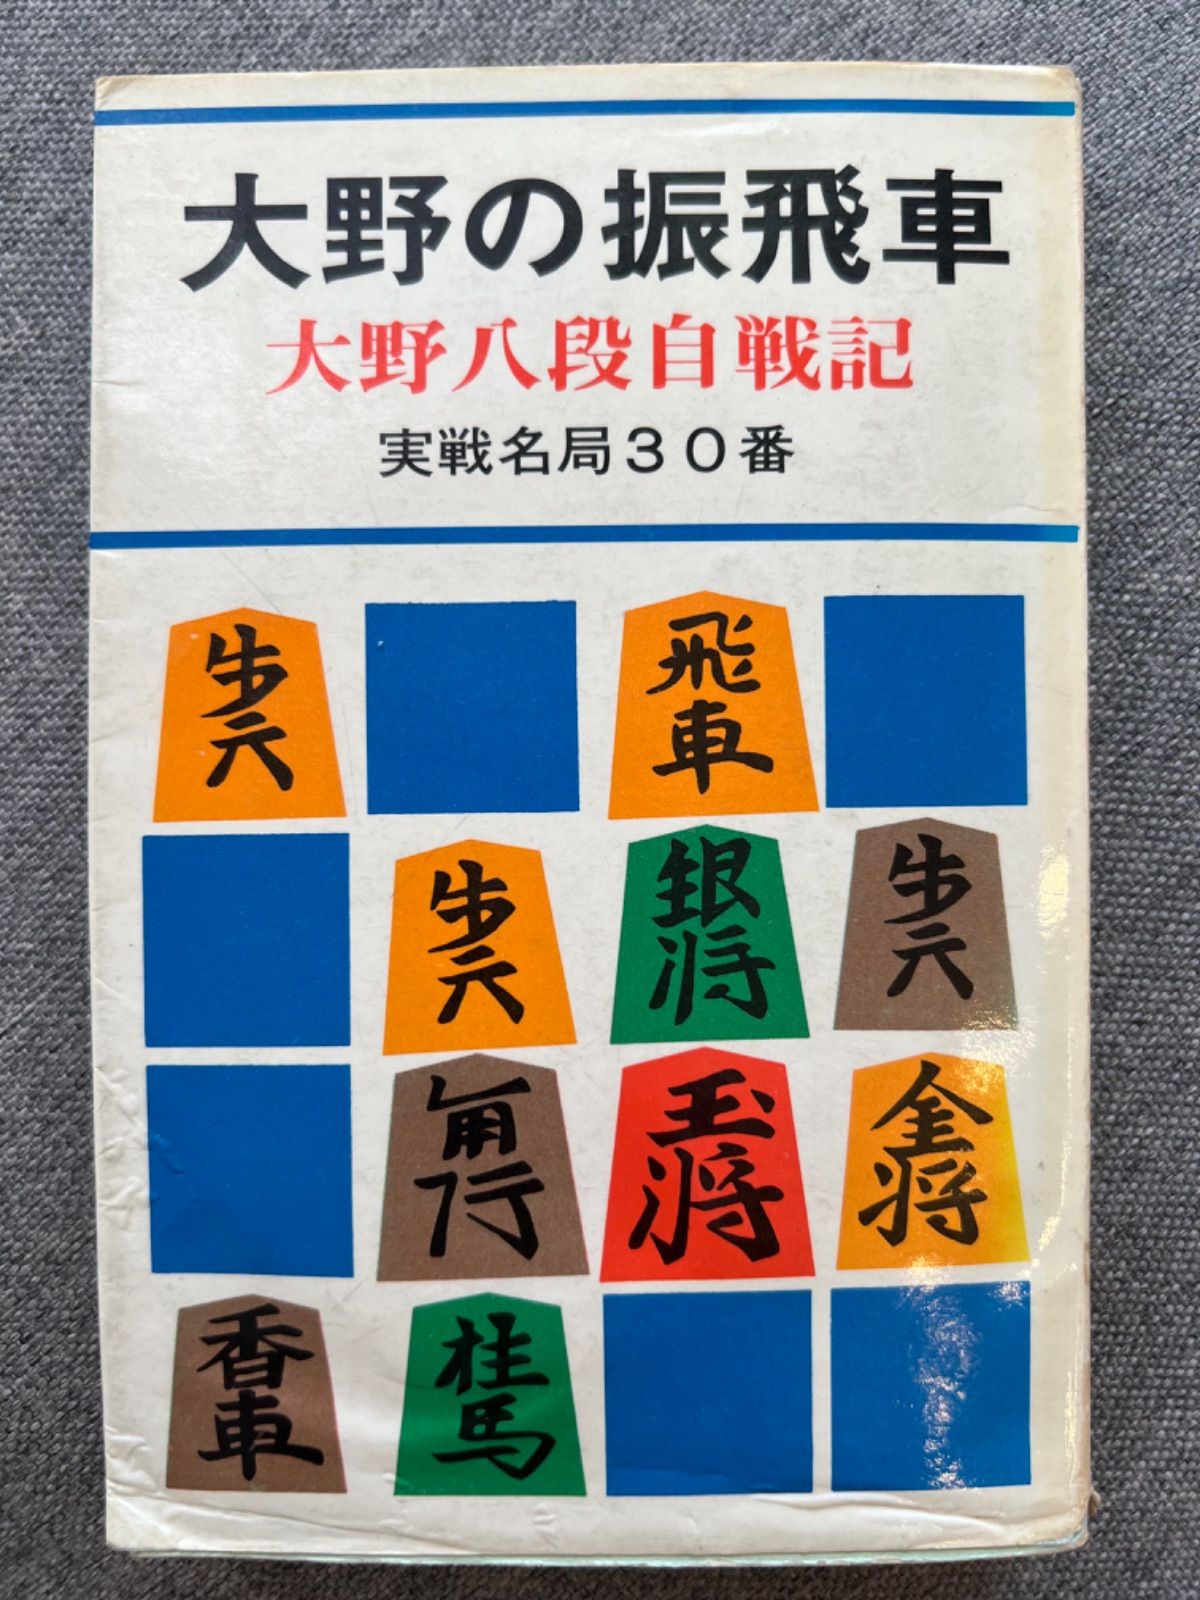 大野の振飛車
大野八段自戦記
実戦名局３０番
歩兵
飛車
歩兵
銀将
歩兵
角行
玉将
金将
香車
桂馬